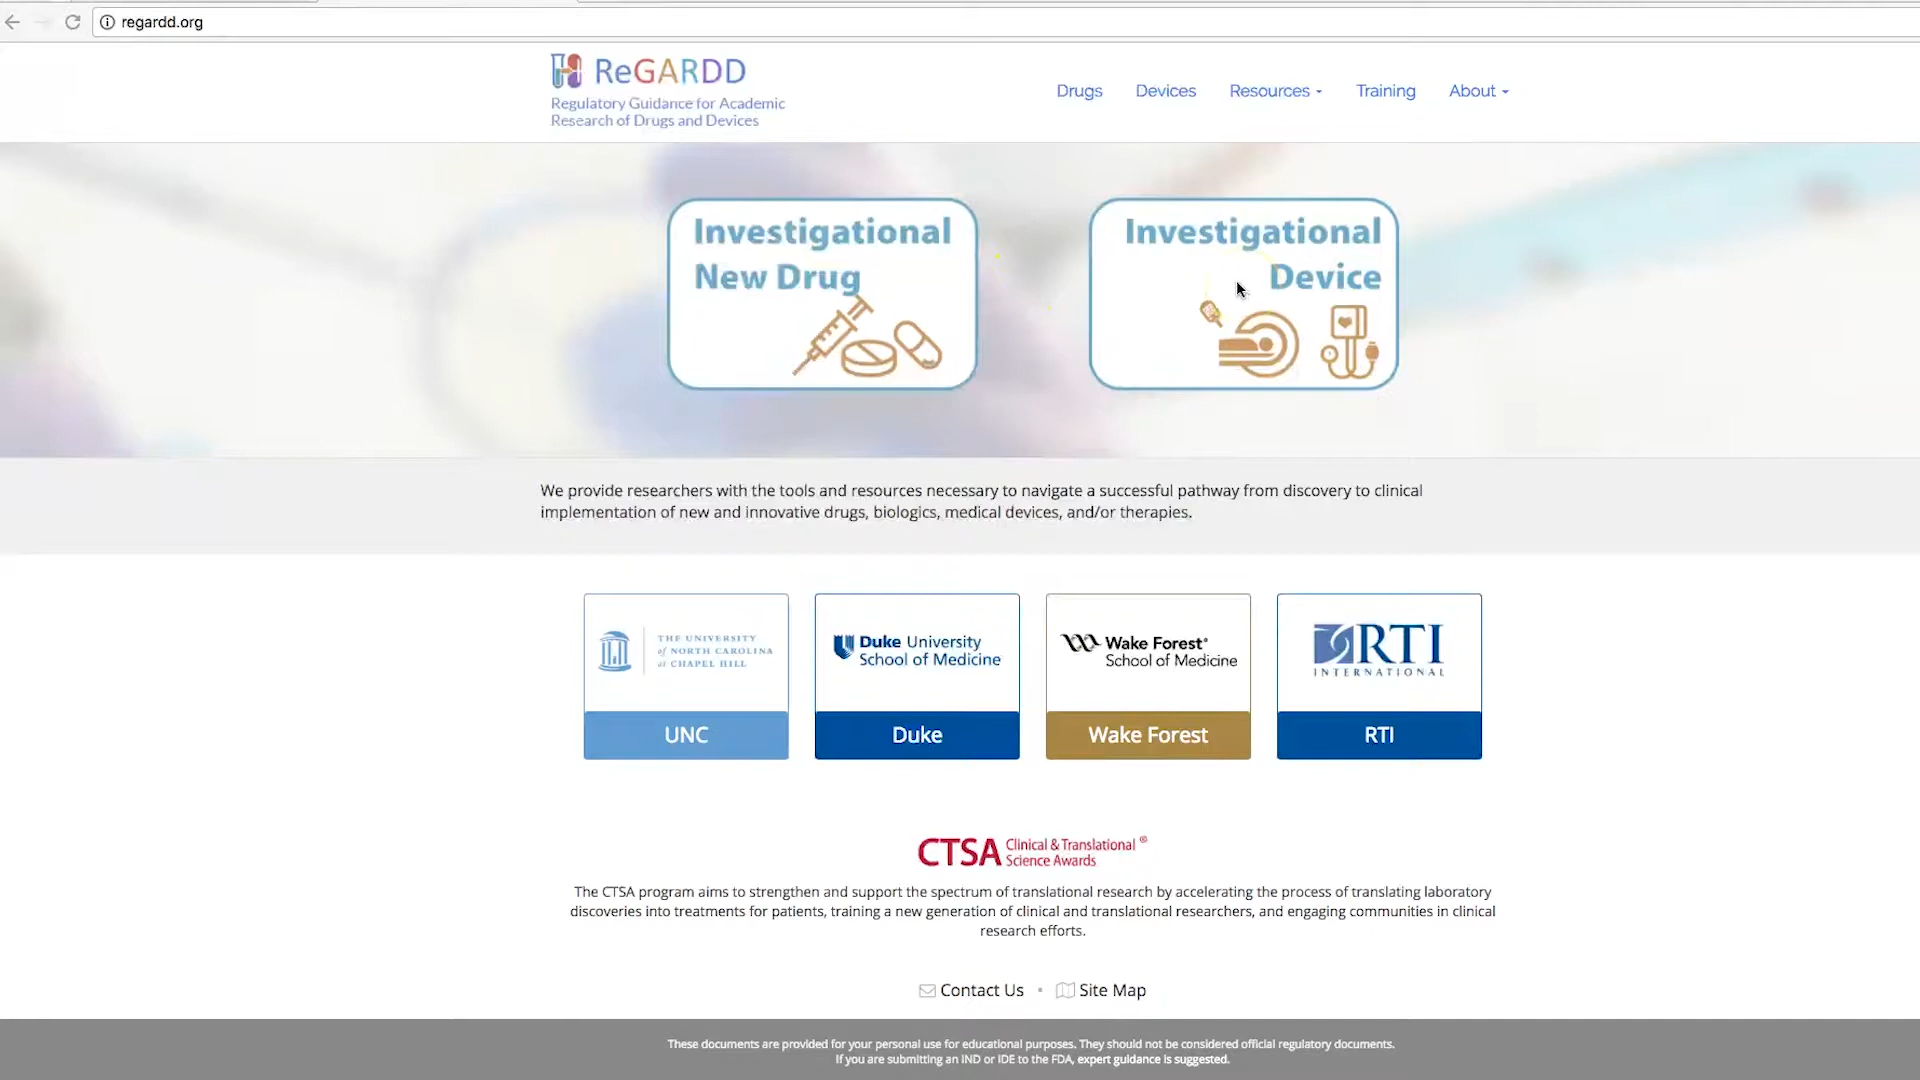 regardd.org
ReGARDD
Regulatory Guidance for Academic
Research of Drugs and Devices
Drugs
Devices
Resources
Training
About
Investigational
New Drug
Investigational
Device
We provide researchers with the tools and resources necessary to navigate a successful pathway from discovery to clinical
implementation of new and innovative drugs, biologics, medical devices, and/or therapies.
THE UNIVERSITY
of NORTH CAROLINA
at CHAPEL HILL
UNC
Duke University
School of Medicine
Duke
Wake Forest®
School of Medicine
Wake Forest
RTI
INTERNATIONAL
RTI
CTSA Clinical & Translational ®
Science Awards
The CTSA program aims to strengthen and support the spectrum of translational research by accelerating the process of translating laboratory
discoveries into treatments for patients, training a new generation of clinical and translational researchers, and engaging communities in clinical
research efforts.
Contact Us • Site Map
These documents are provided for your personal use for educational purposes. They should not be considered official regulatory documents.
If you are submitting an IND or IDE to the FDA, expert guidance is suggested.